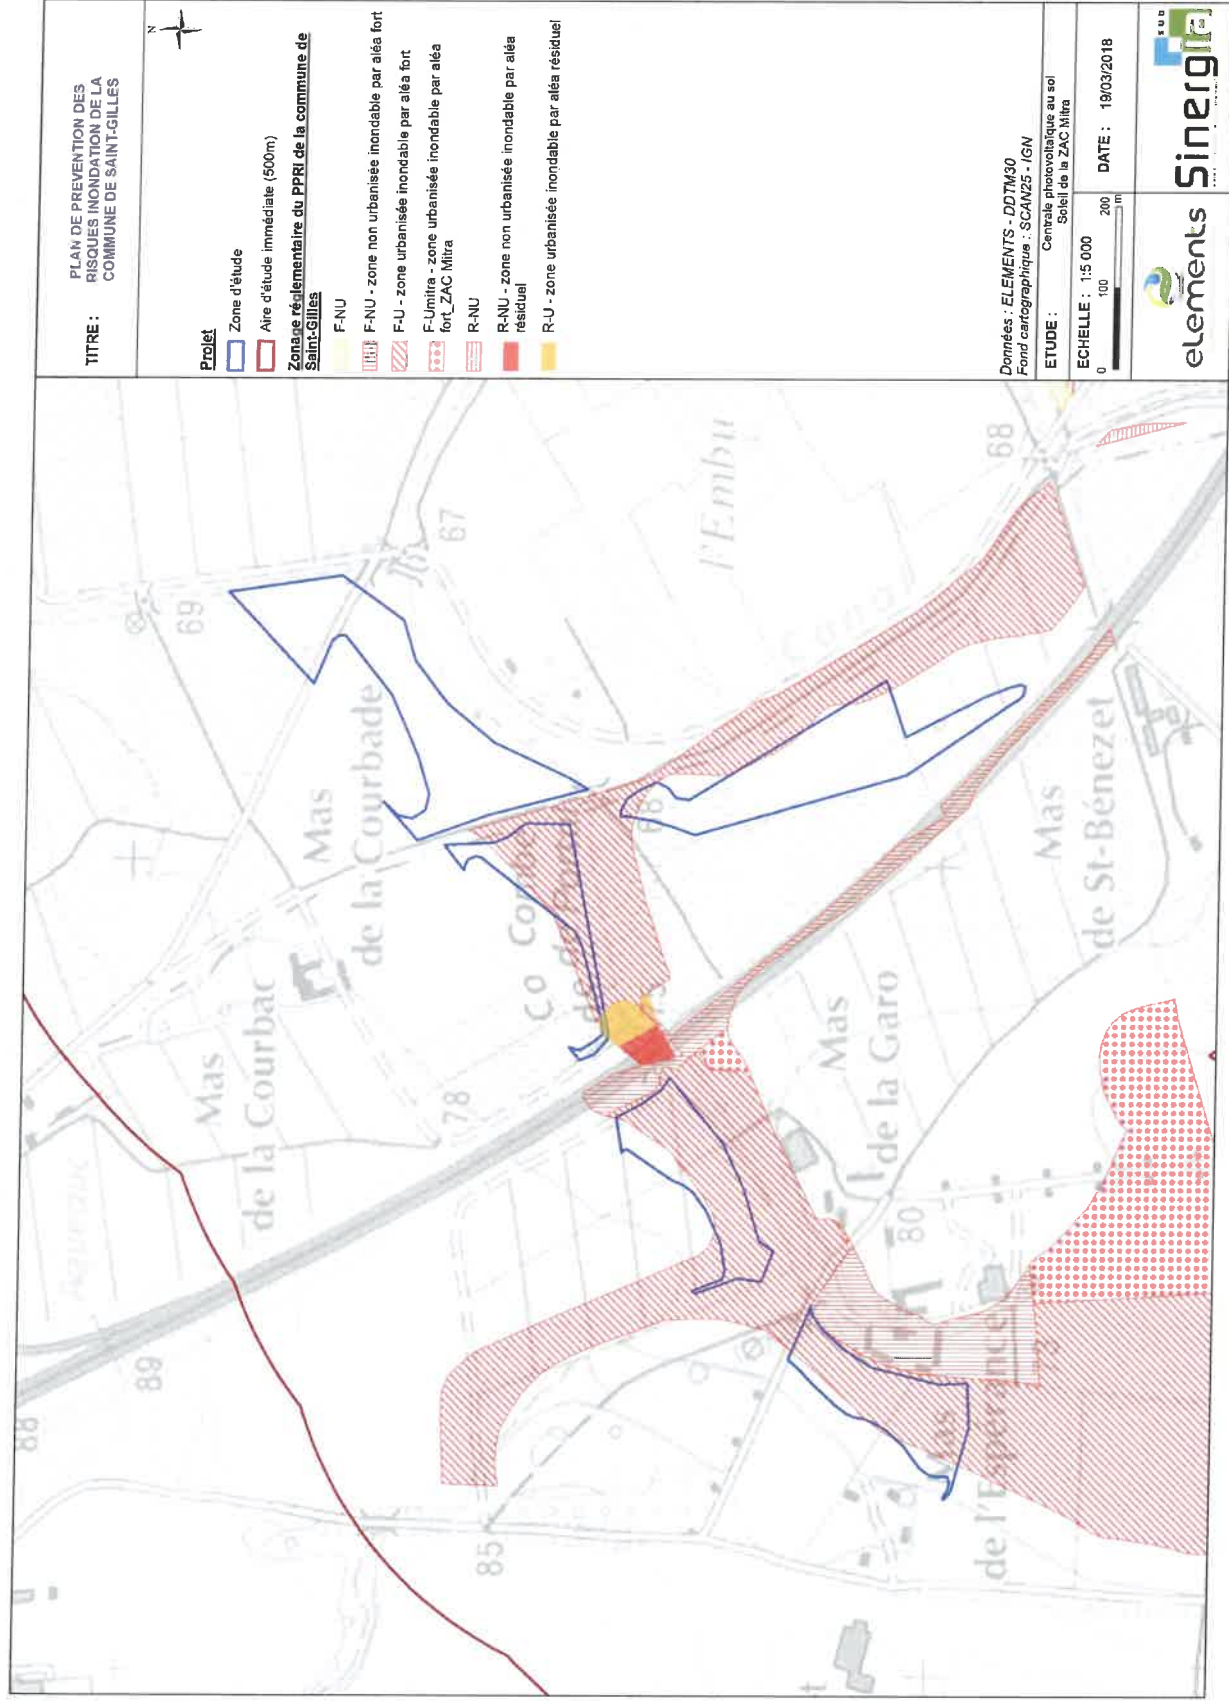 TITRE :
PLAN DE PREVENTION DES
RISQUES INONDATION DE LA
COMMUNE DE SAINT-GILLES
N
Projet
Zone d'étude
Aire d'étude immédiate (500m)
Zonage réglementaire du PPRI de la commune de
Saint-Gilles
F-NU
F-NU - zone non urbanisée inondable par aléa fort
F-U - zone urbanisée inondable par aléa fort
F-Umitra - zone urbanisée inondable par aléa
fort_ZAC Mitra
R-NU
R-NU - zone non urbanisée inondable par aléa
résiduel
R-U - zone urbanisée inondable par aléa résiduel
Données : ELEMENTS - DDTM30
Fond cartographique : SCAN25 - IGN
ETUDE :
Centrale photovoltaïque au sol
Soleil de la ZAC Mitra
ECHELLE : 1:5 000
0 100 200
m
DATE : 19/03/2018
eLements
Sinergia
SUD
88
89
Mas
de la Courbac
78
Mas
de la Courbade
69
67
l'Embu
68
Canal
68
85
80
Mas
de la Garo
Mas
de St-Bénezet
Mas
de l'Esperance